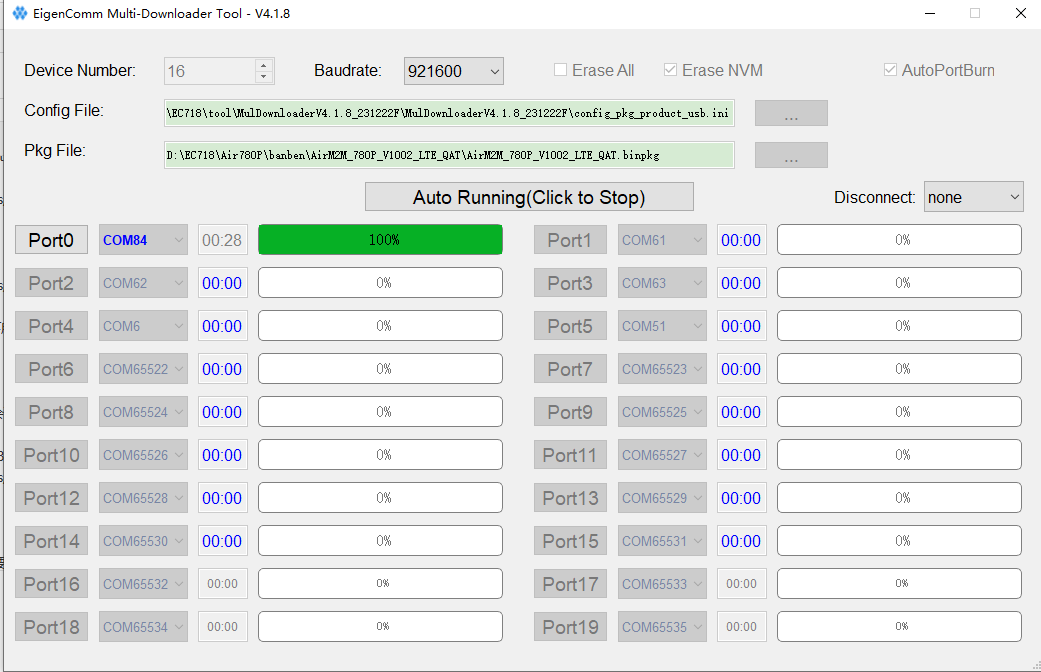 EigenComm Multi-Downloader Tool - V4.1.8
Device Number: 16 Baudrate: 921600 Erase All Erase NVM AutoPortBurn
Config File: \EC718\tool\MulDownloaderV4.1.8_231222F\MulDownloaderV4.1.8_231222F\config_pkg_product_usb.ini ...
Pkg File: D:\EC718\Air780P\banben\AirM2M_780P_V1002_LTE_QAT\AirM2M_780P_V1002_LTE_QAT.binpkg ...
Auto Running(Click to Stop) Disconnect: none
Port0 COM84 00:28 100% Port1 COM61 00:00 0%
Port2 COM62 00:00 0% Port3 COM63 00:00 0%
Port4 COM6 00:00 0% Port5 COM51 00:00 0%
Port6 COM65522 00:00 0% Port7 COM65523 00:00 0%
Port8 COM65524 00:00 0% Port9 COM65525 00:00 0%
Port10 COM65526 00:00 0% Port11 COM65527 00:00 0%
Port12 COM65528 00:00 0% Port13 COM65529 00:00 0%
Port14 COM65530 00:00 0% Port15 COM65531 00:00 0%
Port16 COM65532 00:00 0% Port17 COM65533 00:00 0%
Port18 COM65534 00:00 0% Port19 COM65535 00:00 0%